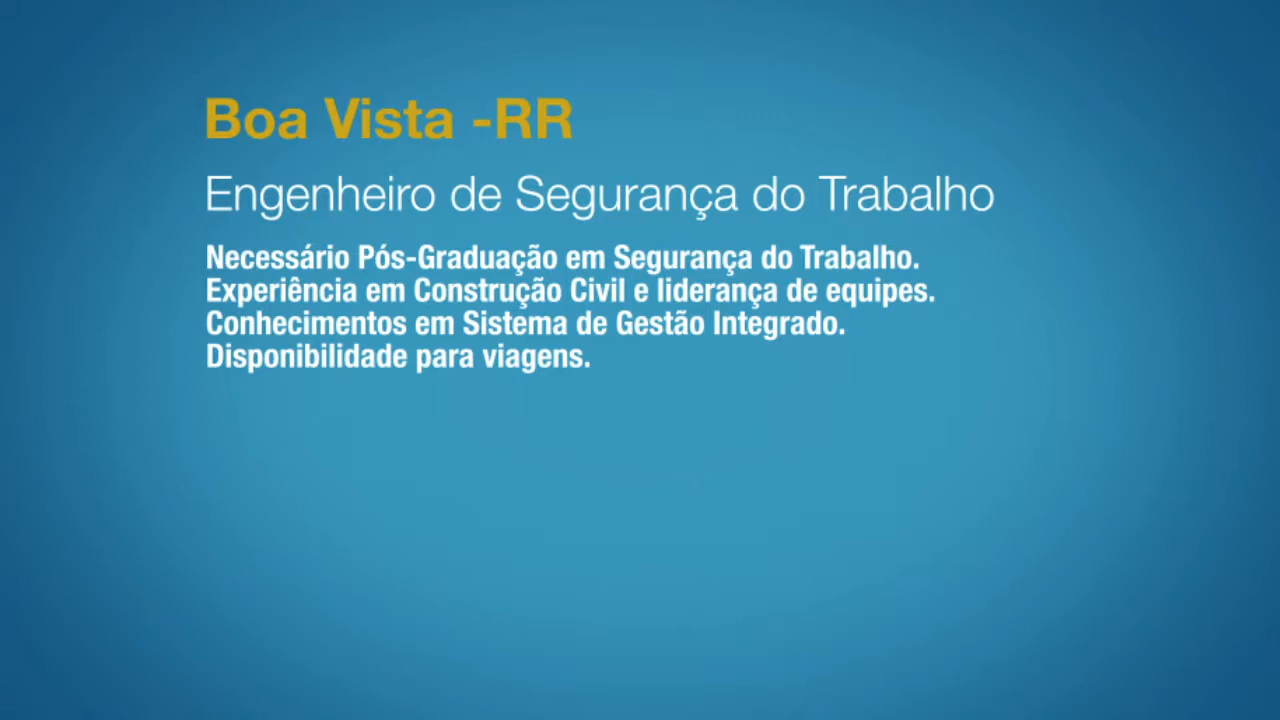 Boa Vista -RR
Engenheiro de Segurança do Trabalho
Necessário Pós-Graduação em Segurança do Trabalho.
Experiência em Construção Civil e liderança de equipes.
Conhecimentos em Sistema de Gestão Integrado.
Disponibilidade para viagens.